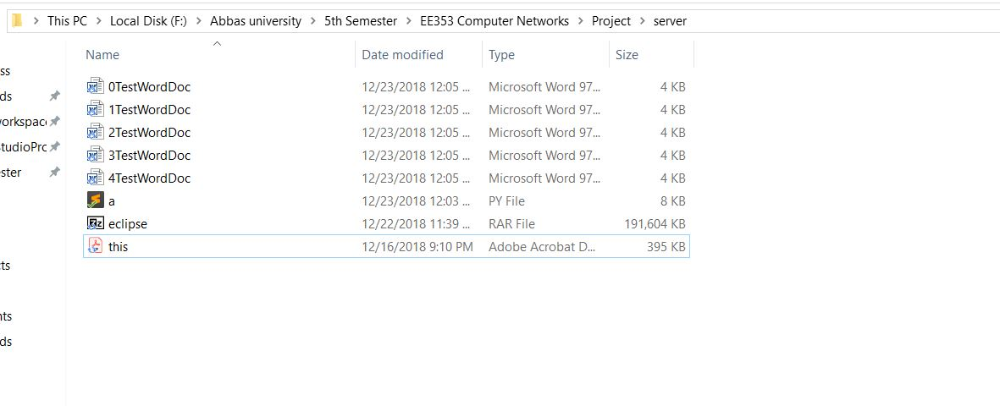 This PC > Local Disk (F:) > Abbas university > 5th Semester > EE353 Computer Networks > Project > server
Name Date modified Type Size
ss
ds
vorkspac
tudioPrc
ester
cts
nts
ds
0TestWordDoc 12/23/2018 12:05 ... Microsoft Word 97... 4 KB
1TestWordDoc 12/23/2018 12:05 ... Microsoft Word 97... 4 KB
2TestWordDoc 12/23/2018 12:05 ... Microsoft Word 97... 4 KB
3TestWordDoc 12/23/2018 12:05 ... Microsoft Word 97... 4 KB
4TestWordDoc 12/23/2018 12:05 ... Microsoft Word 97... 4 KB
a 12/23/2018 12:03 ... PY File 8 KB
eclipse 12/22/2018 11:39 ... RAR File 191,604 KB
this 12/16/2018 9:10 PM Adobe Acrobat D... 395 KB